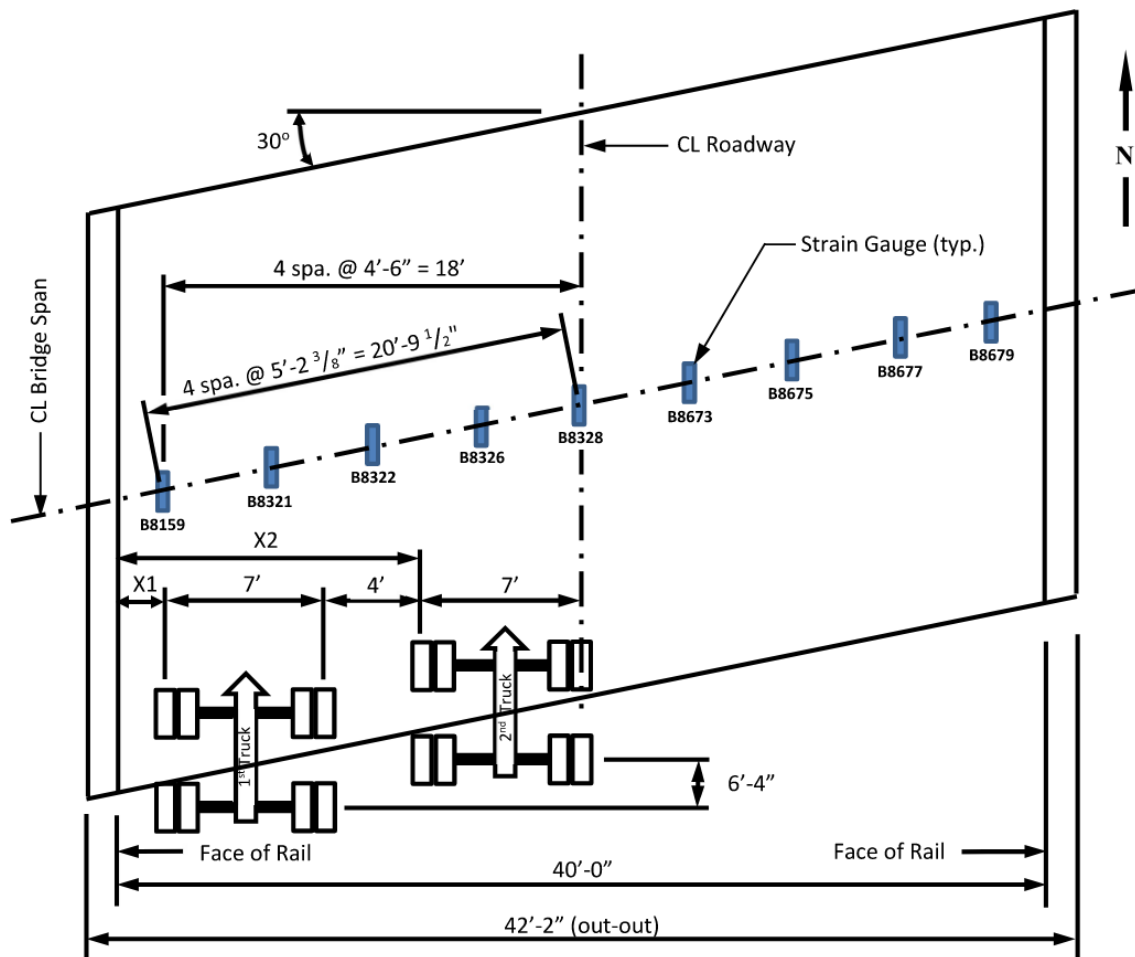 30°
CL Roadway
N
Strain Gauge (typ.)
4 spa. @ 4’-6” = 18’
4 spa. @ 5’-2 3/8” = 20’-9 1/2"
CL Bridge Span
B8679
B8677
B8675
B8673
B8328
B8326
B8322
B8321
B8159
X2
X1
7’
4’
7’
1st Truck
2nd Truck
6’-4”
Face of Rail
Face of Rail
40’-0”
42’-2” (out-out)